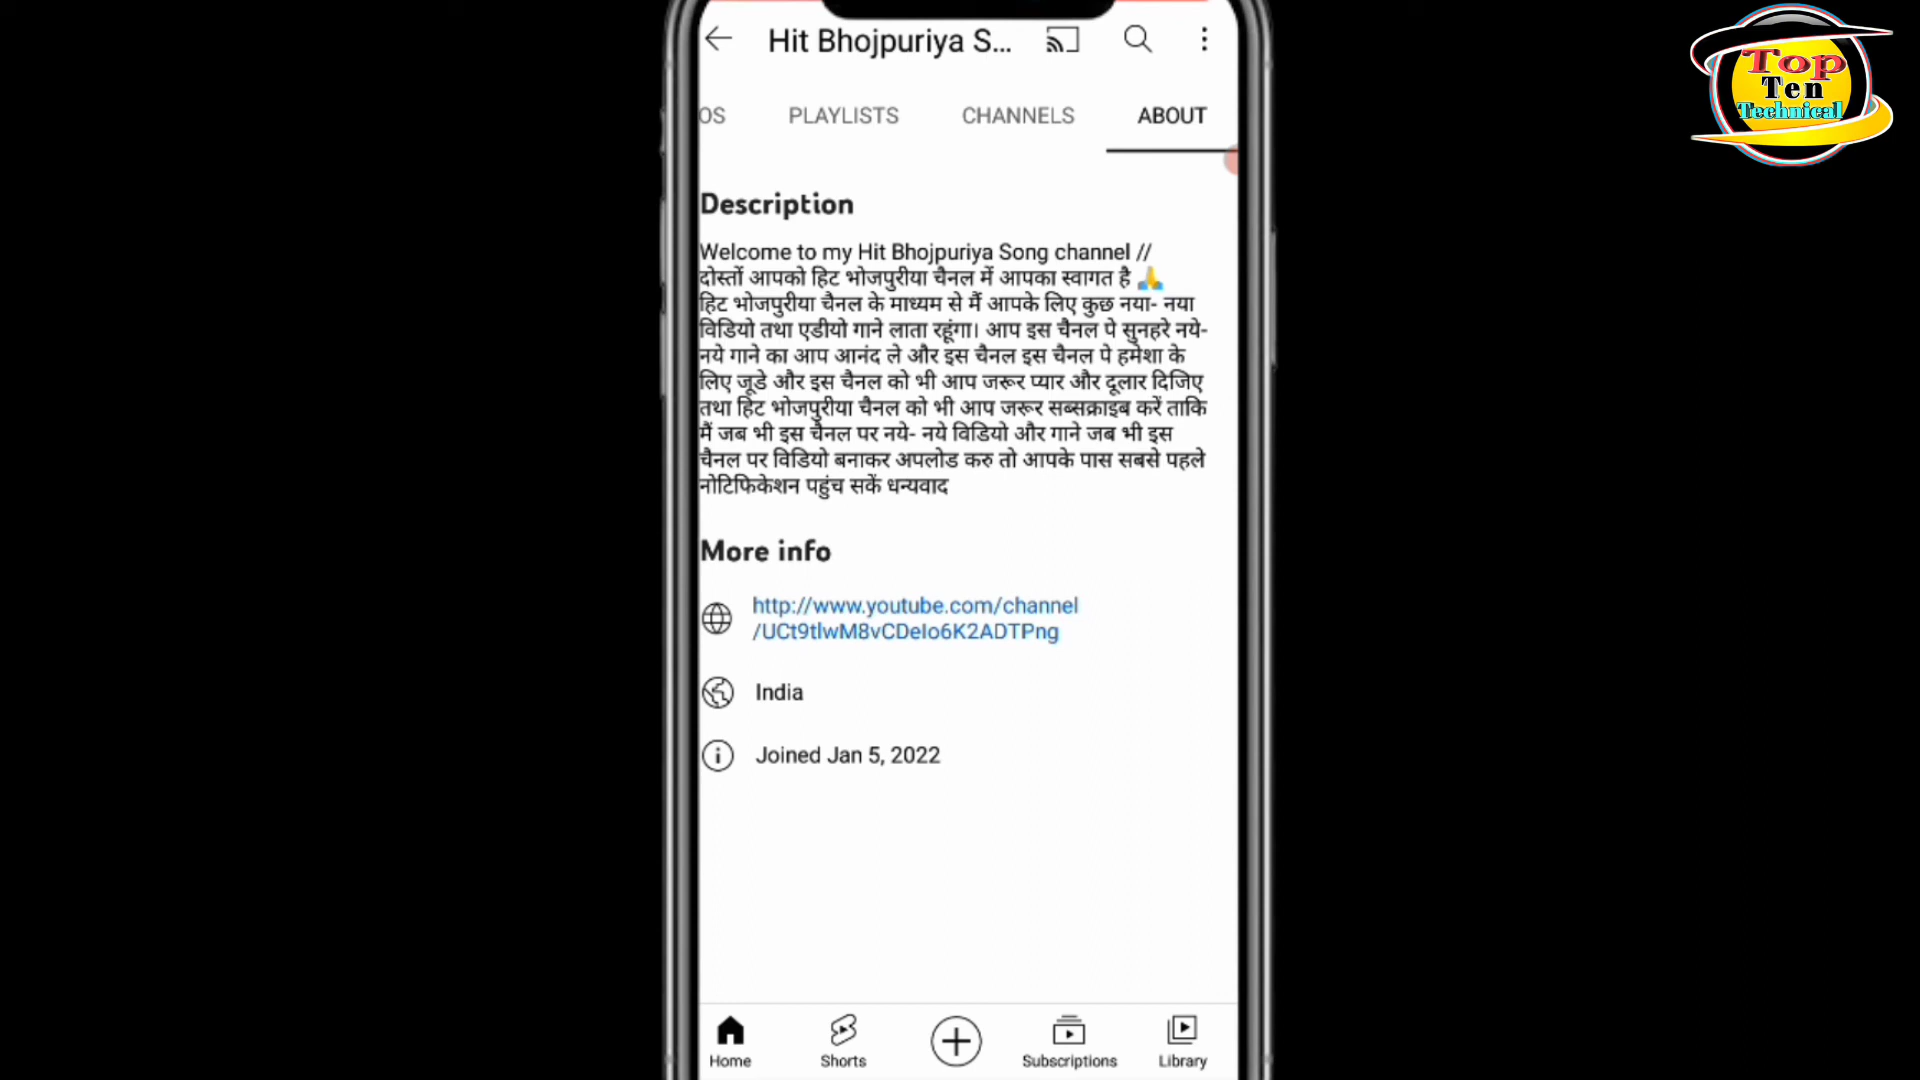 Hit Bhojpuriya S...
Top
Ten
Technical
OS PLAYLISTS CHANNELS ABOUT
Description
Welcome to my Hit Bhojpuriya Song channel //
दोस्तों आपको हिट भोजपुरीया चैनल में आपका स्वागत है 🙏
हिट भोजपुरीया चैनल के माध्यम से मैं आपके लिए कुछ नया- नया
विडियो तथा एडीयो गाने लाता रहूंगा। आप इस चैनल पे सुनहरे नये-
नये गाने का आप आनंद ले और इस चैनल इस चैनल पे हमेशा के
लिए जूडे और इस चैनल को भी आप जरूर प्यार और दूलार दिजिए
तथा हिट भोजपुरीया चैनल को भी आप जरूर सब्सक्राइब करें ताकि
मैं जब भी इस चैनल पर नये- नये विडियो और गाने जब भी इस
चैनल पर विडियो बनाकर अपलोड करु तो आपके पास सबसे पहले
नोटिफिकेशन पहुंच सकें धन्यवाद
More info
http://www.youtube.com/channel
/UCt9tlwM8vCDeIo6K2ADTPng
India
Joined Jan 5, 2022
Home Shorts Subscriptions Library